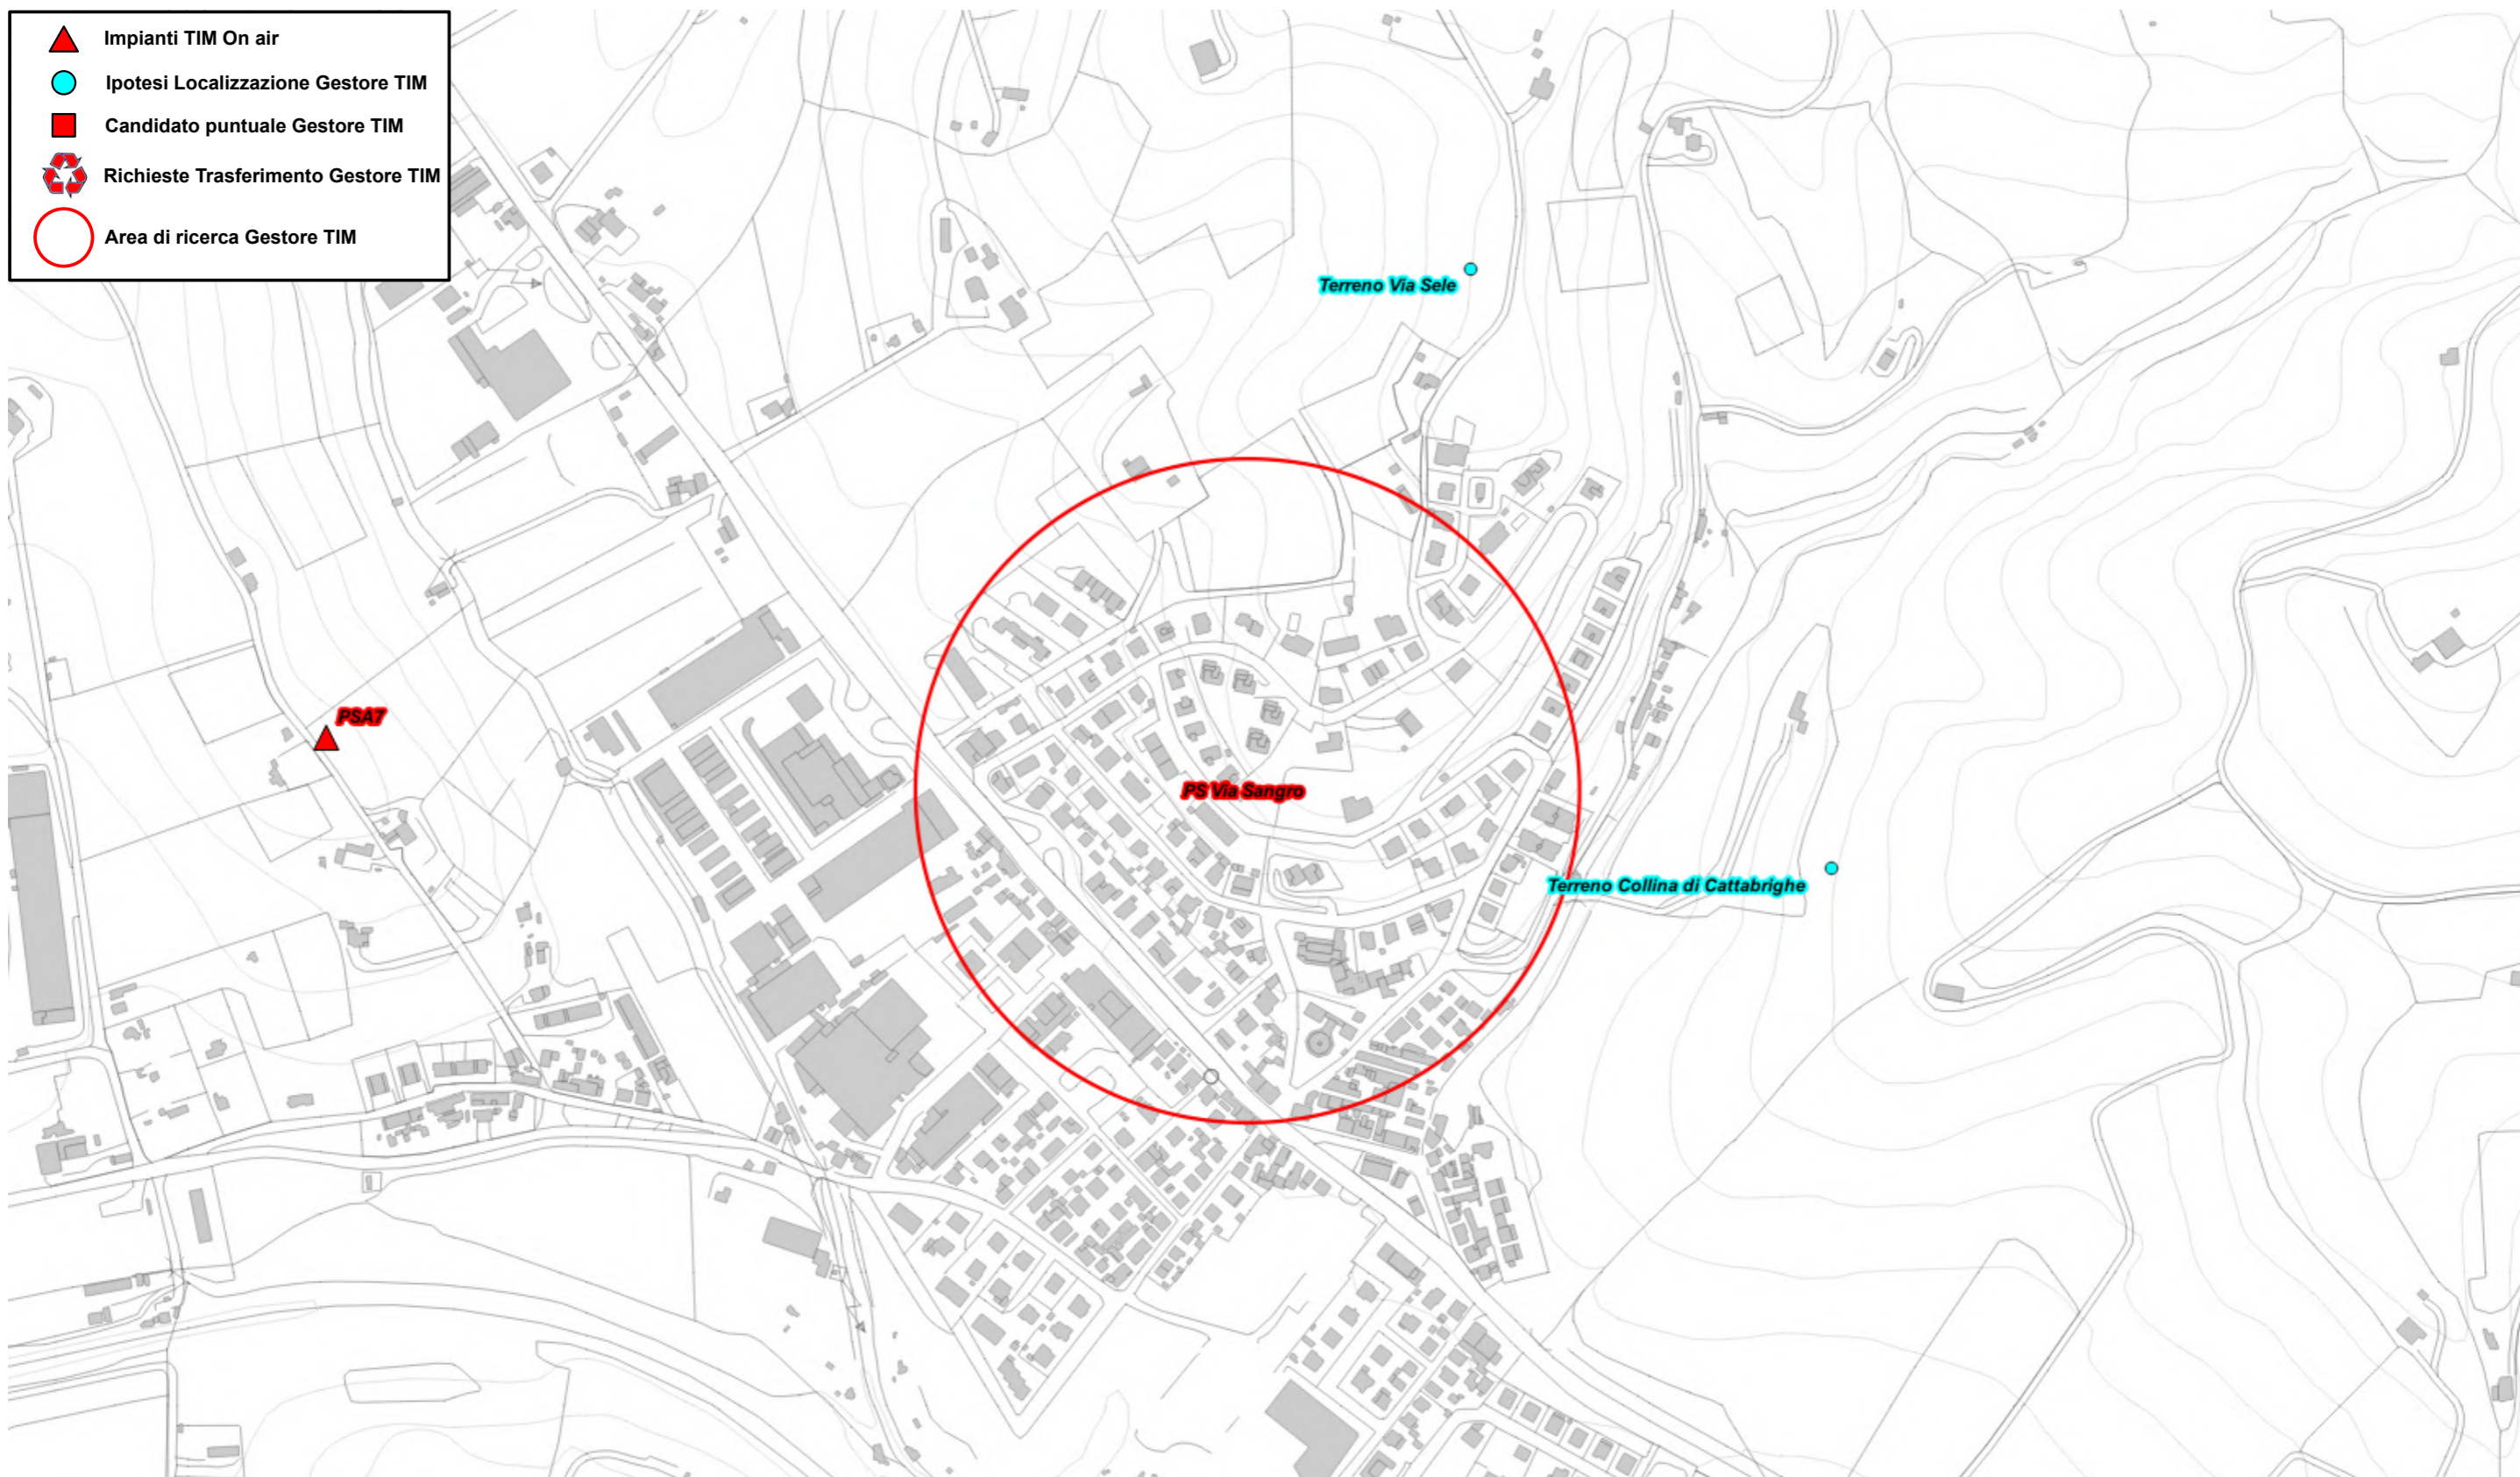 Impianti TIM On air
Ipotesi Localizzazione Gestore TIM
Candidato puntuale Gestore TIM
Richieste Trasferimento Gestore TIM
Area di ricerca Gestore TIM
Terreno Via Sele
PSA7
PS Via Sangro
Terreno Collina di Cattabrighe